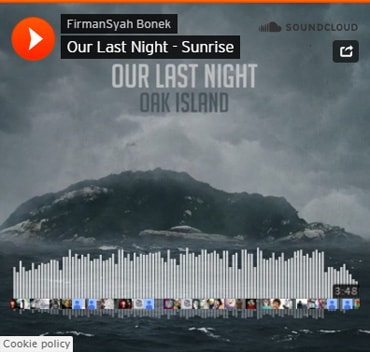 FirmanSyah Bonek
SOUNDCLOUD
Our Last Night - Sunrise
OUR LAST NIGHT
OAK ISLAND
3:48
Cookie policy